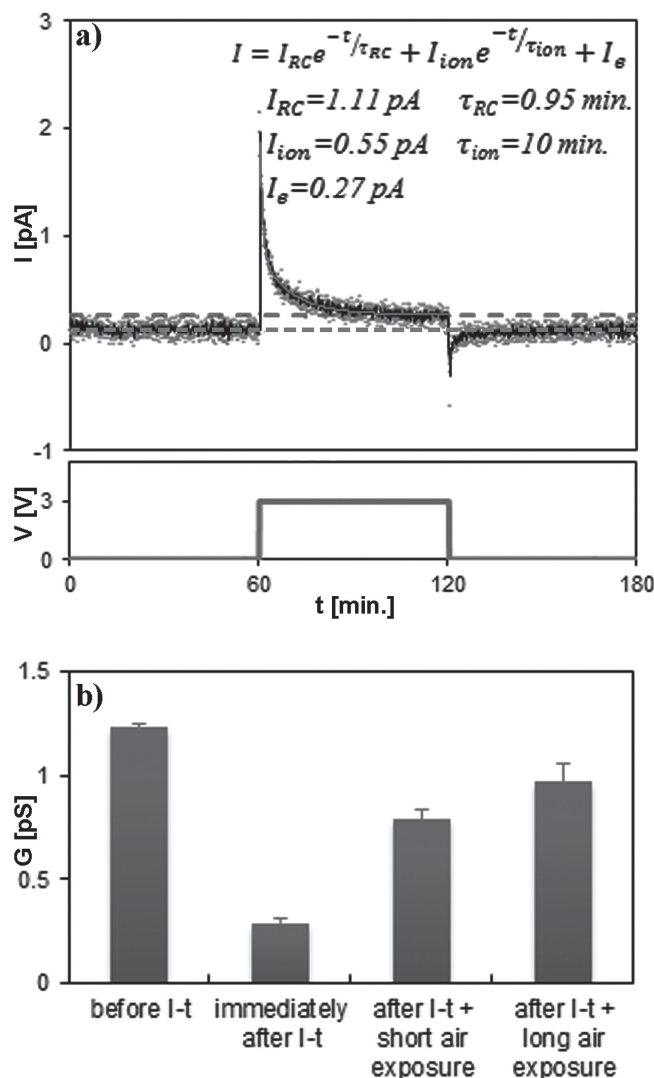 a)
I = I_RC e^{-t/τ_RC} + I_ion e^{-t/τ_ion} + I_e
I_RC=1.11 pA τ_RC=0.95 min.
I_ion=0.55 pA τ_ion=10 min.
I_e=0.27 pA
3
2
1
0
-1
I [pA]
3
0
V [V]
0 60 120 180
t [min.]
b)
1.5
1
0.5
0
G [pS]
before I-t immediately after I-t + after I-t +
after I-t short air long air
exposure exposure